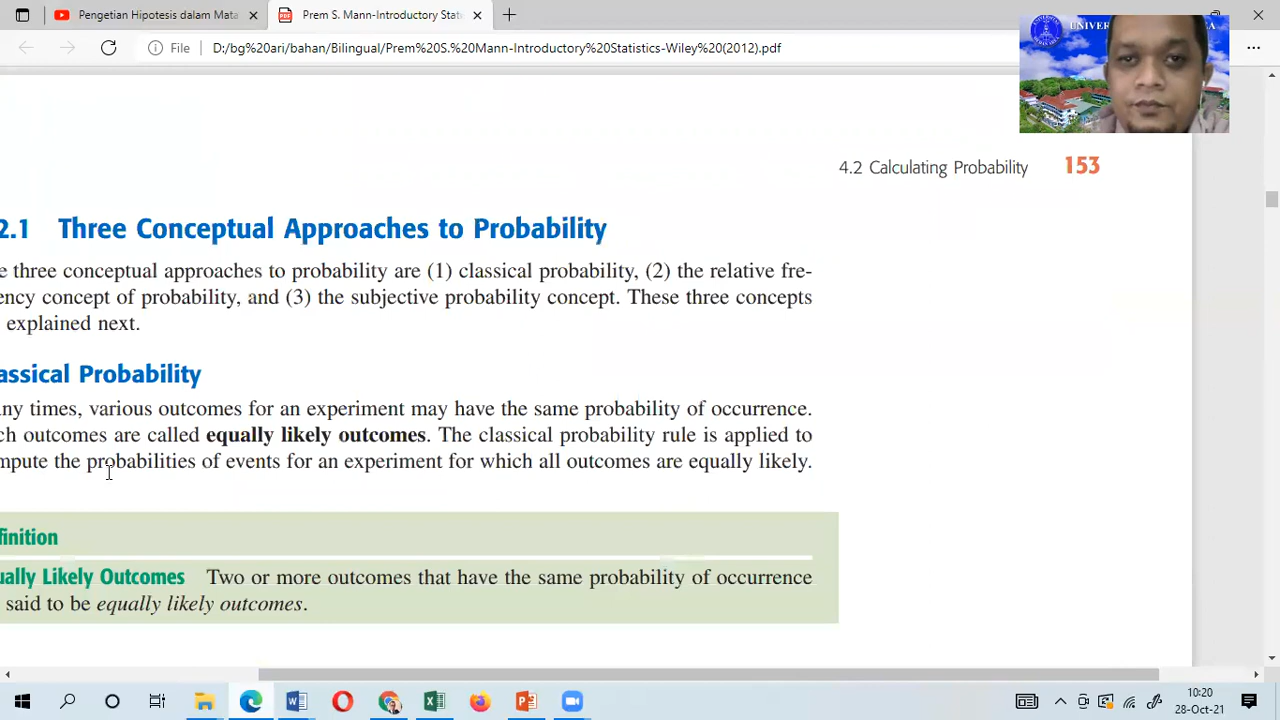 Pengetian Hipotesis dalam Mata
Prem S. Mann-Introductory Stat
File
D:/bg%20ari/bahan/Bilingual/Prem%20S.%20Mann-Introductory%20Statistics-Wiley%20(2012).pdf
UNIVER
4.2 Calculating Probability 153
2.1 Three Conceptual Approaches to Probability
e three conceptual approaches to probability are (1) classical probability, (2) the relative fre-
ency concept of probability, and (3) the subjective probability concept. These three concepts
explained next.
assical Probability
ny times, various outcomes for an experiment may have the same probability of occurrence.
ch outcomes are called equally likely outcomes. The classical probability rule is applied to
mpute the probabilities of events for an experiment for which all outcomes are equally likely.
finition
ually Likely Outcomes Two or more outcomes that have the same probability of occurrence
said to be equally likely outcomes.
10:20
28-Oct-21